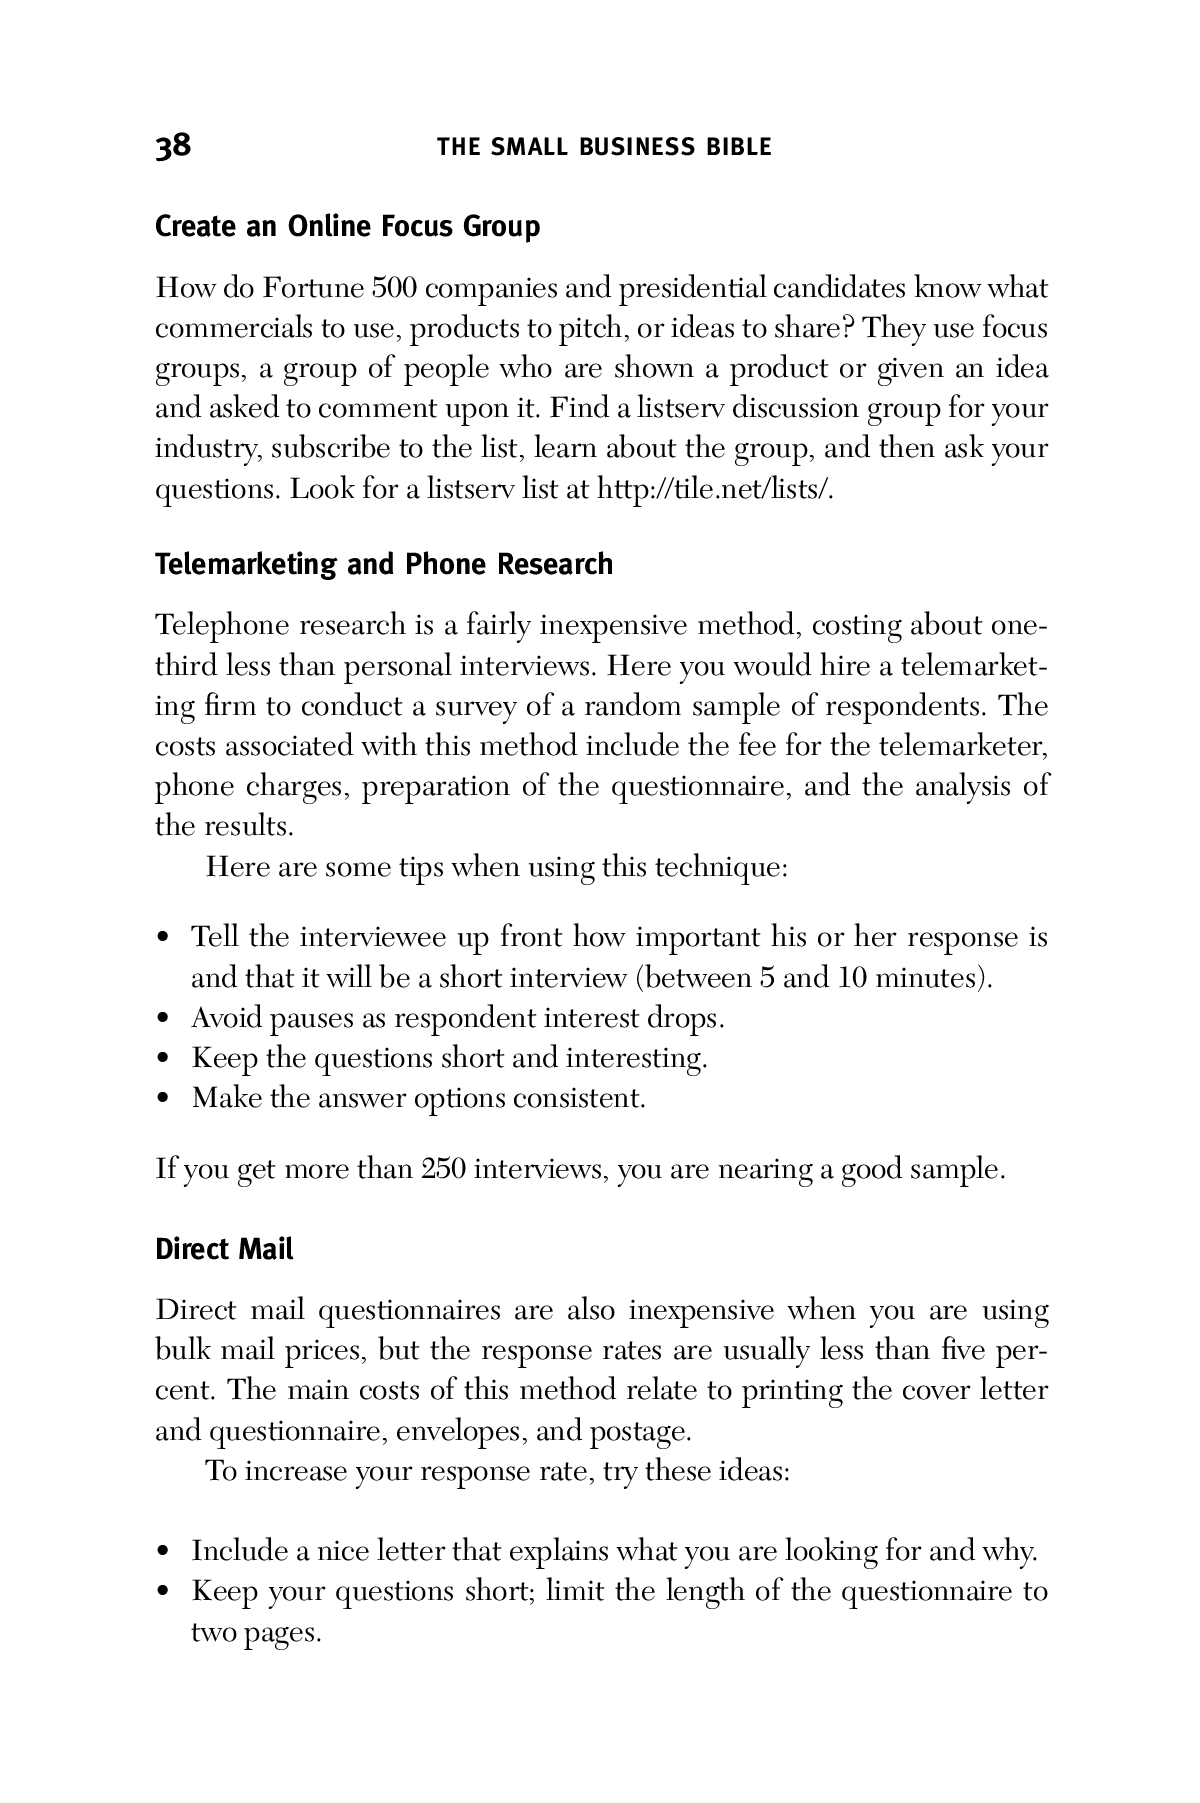 38 THE SMALL BUSINESS BIBLE
Create an Online Focus Group
How do Fortune 500 companies and presidential candidates know what
commercials to use, products to pitch, or ideas to share? They use focus
groups, a group of people who are shown a product or given an idea
and asked to comment upon it. Find a listserv discussion group for your
industry, subscribe to the list, learn about the group, and then ask your
questions. Look for a listserv list at http://tile.net/lists/.
Telemarketing and Phone Research
Telephone research is a fairly inexpensive method, costing about one-
third less than personal interviews. Here you would hire a telemarket-
ing firm to conduct a survey of a random sample of respondents. The
costs associated with this method include the fee for the telemarketer,
phone charges, preparation of the questionnaire, and the analysis of
the results.
Here are some tips when using this technique:
• Tell the interviewee up front how important his or her response is
and that it will be a short interview (between 5 and 10 minutes).
• Avoid pauses as respondent interest drops.
• Keep the questions short and interesting.
• Make the answer options consistent.
If you get more than 250 interviews, you are nearing a good sample.
Direct Mail
Direct mail questionnaires are also inexpensive when you are using
bulk mail prices, but the response rates are usually less than five per-
cent. The main costs of this method relate to printing the cover letter
and questionnaire, envelopes, and postage.
To increase your response rate, try these ideas:
• Include a nice letter that explains what you are looking for and why.
• Keep your questions short; limit the length of the questionnaire to
two pages.